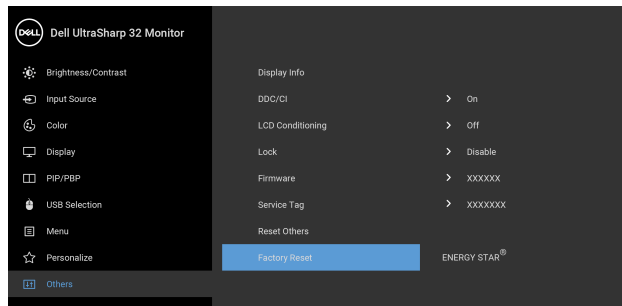 DELL Dell UltraSharp 32 Monitor
Brightness/Contrast
Display Info
Input Source
DDC/CI > On
Color
LCD Conditioning > Off
Display
Lock > Disable
PIP/PBP
Firmware > XXXXXX
USB Selection
Service Tag > XXXXXXX
Menu
Reset Others
Personalize
Factory Reset ENERGY STAR®
Others